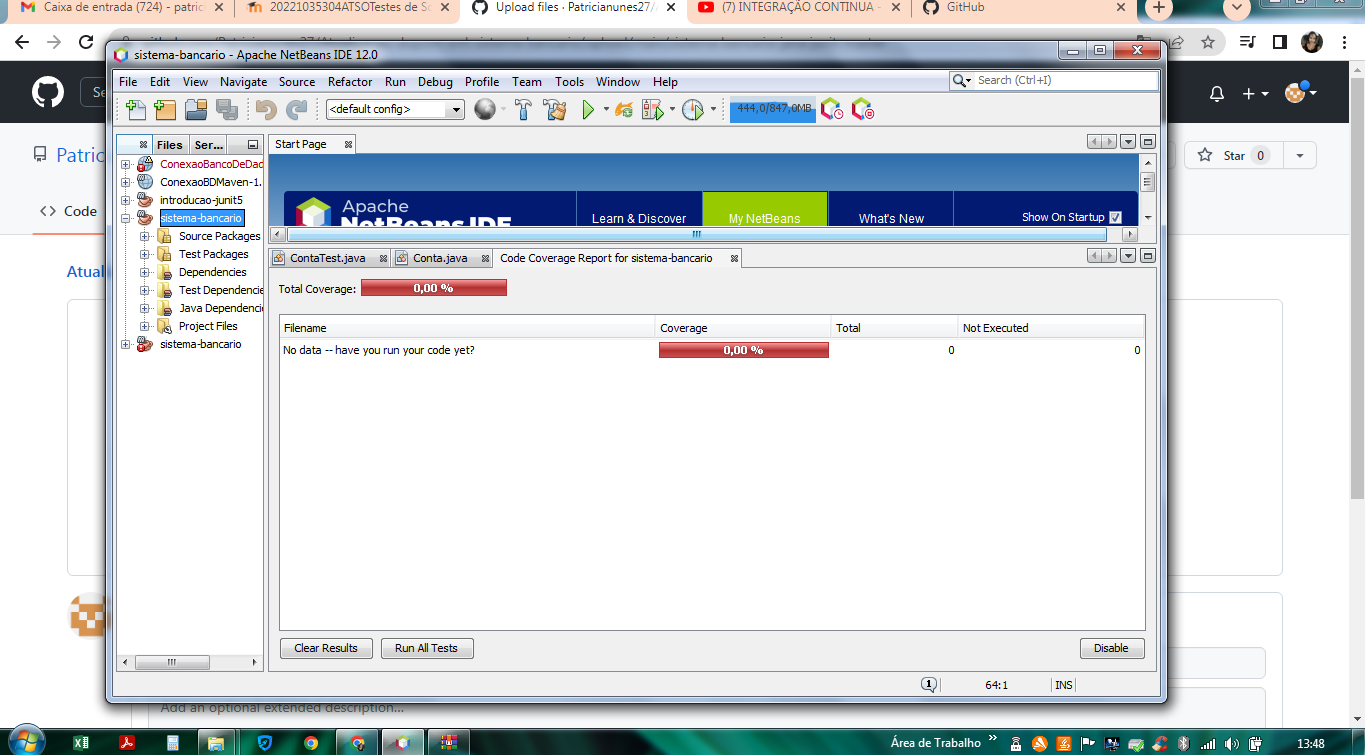 Caixa de entrada (724) - patric
20221035304ATSOTestes de So
Upload files · Patricianunes27/
(7) INTEGRAÇÃO CONTINUA -
GitHub
sistema-bancario - Apache NetBeans IDE 12.0
File Edit View Navigate Source Refactor Run Debug Profile Team Tools Window Help
Search (Ctrl+I)
<default config>
444,0/847,0MB
Files
Ser...
Start Page
ConexaoBancoDeDad
ConexaoBDMaven-1.
introducao-junit5
sistema-bancario
Source Packages
Test Packages
Dependencies
Test Dependencie
Java Dependenci
Project Files
sistema-bancario
Apache
NetBeans IDE
Learn & Discover
My NetBeans
What's New
Show On Startup
ContaTest.java
Conta.java
Code Coverage Report for sistema-bancario
Total Coverage: 0,00 %
Filename Coverage Total Not Executed
No data -- have you run your code yet? 0,00 % 0 0
Clear Results
Run All Tests
Disable
1
64:1
INS
Se
Patric
Star 0
Code
Atual
Add an optional extended description...
Área de Trabalho
13:48